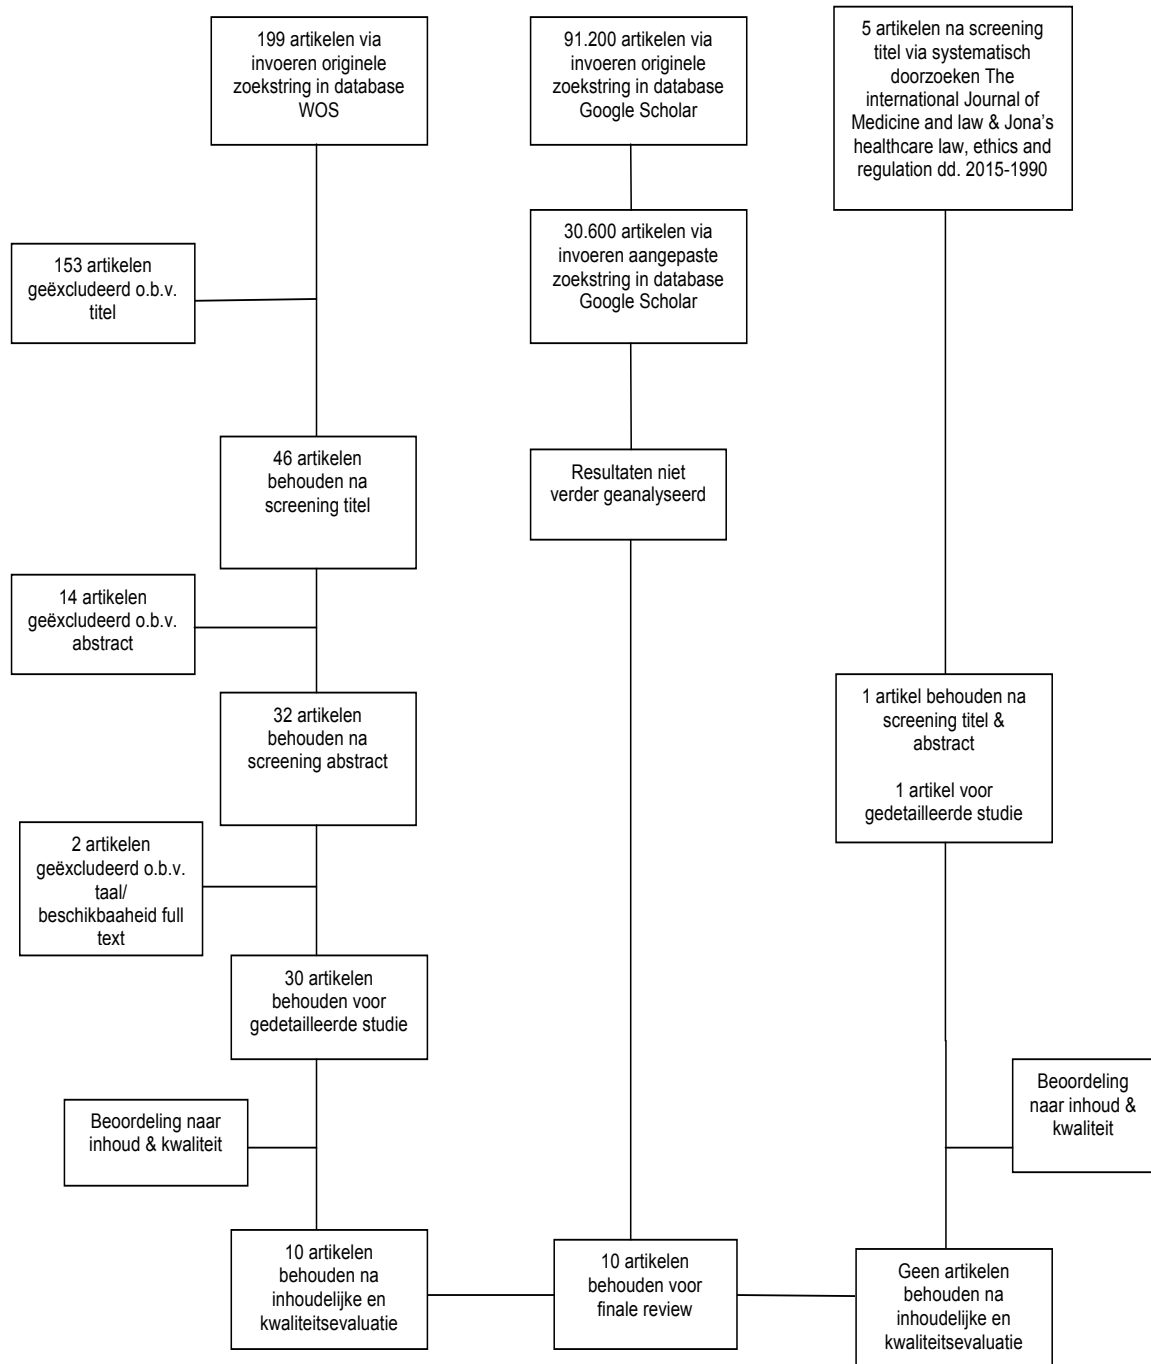 199 artikelen via
invoeren originele
zoekstring in database
WOS
91.200 artikelen via
invoeren originele
zoekstring in database
Google Scholar
5 artikelen na screening
titel via systematisch
doorzoeken The
international Journal of
Medicine and law & Jona’s
healthcare law, ethics and
regulation dd. 2015-1990
30.600 artikelen via
invoeren aangepaste
zoekstring in database
Google Scholar
153 artikelen
geëxcludeerd o.b.v.
titel
46 artikelen
behouden na
screening titel
Resultaten niet
verder geanalyseerd
14 artikelen
geëxcludeerd o.b.v.
abstract
32 artikelen
behouden na
screening abstract
1 artikel behouden na
screening titel &
abstract
1 artikel voor
gedetailleerde studie
2 artikelen
geëxcludeerd o.b.v.
taal/
beschikbaaheid full
text
30 artikelen
behouden voor
gedetailleerde studie
Beoordeling naar
inhoud & kwaliteit
Beoordeling
naar inhoud &
kwaliteit
10 artikelen
behouden na
inhoudelijke en
kwaliteitsevaluatie
10 artikelen
behouden voor
finale review
Geen artikelen
behouden na
inhoudelijke en
kwaliteitsevaluatie